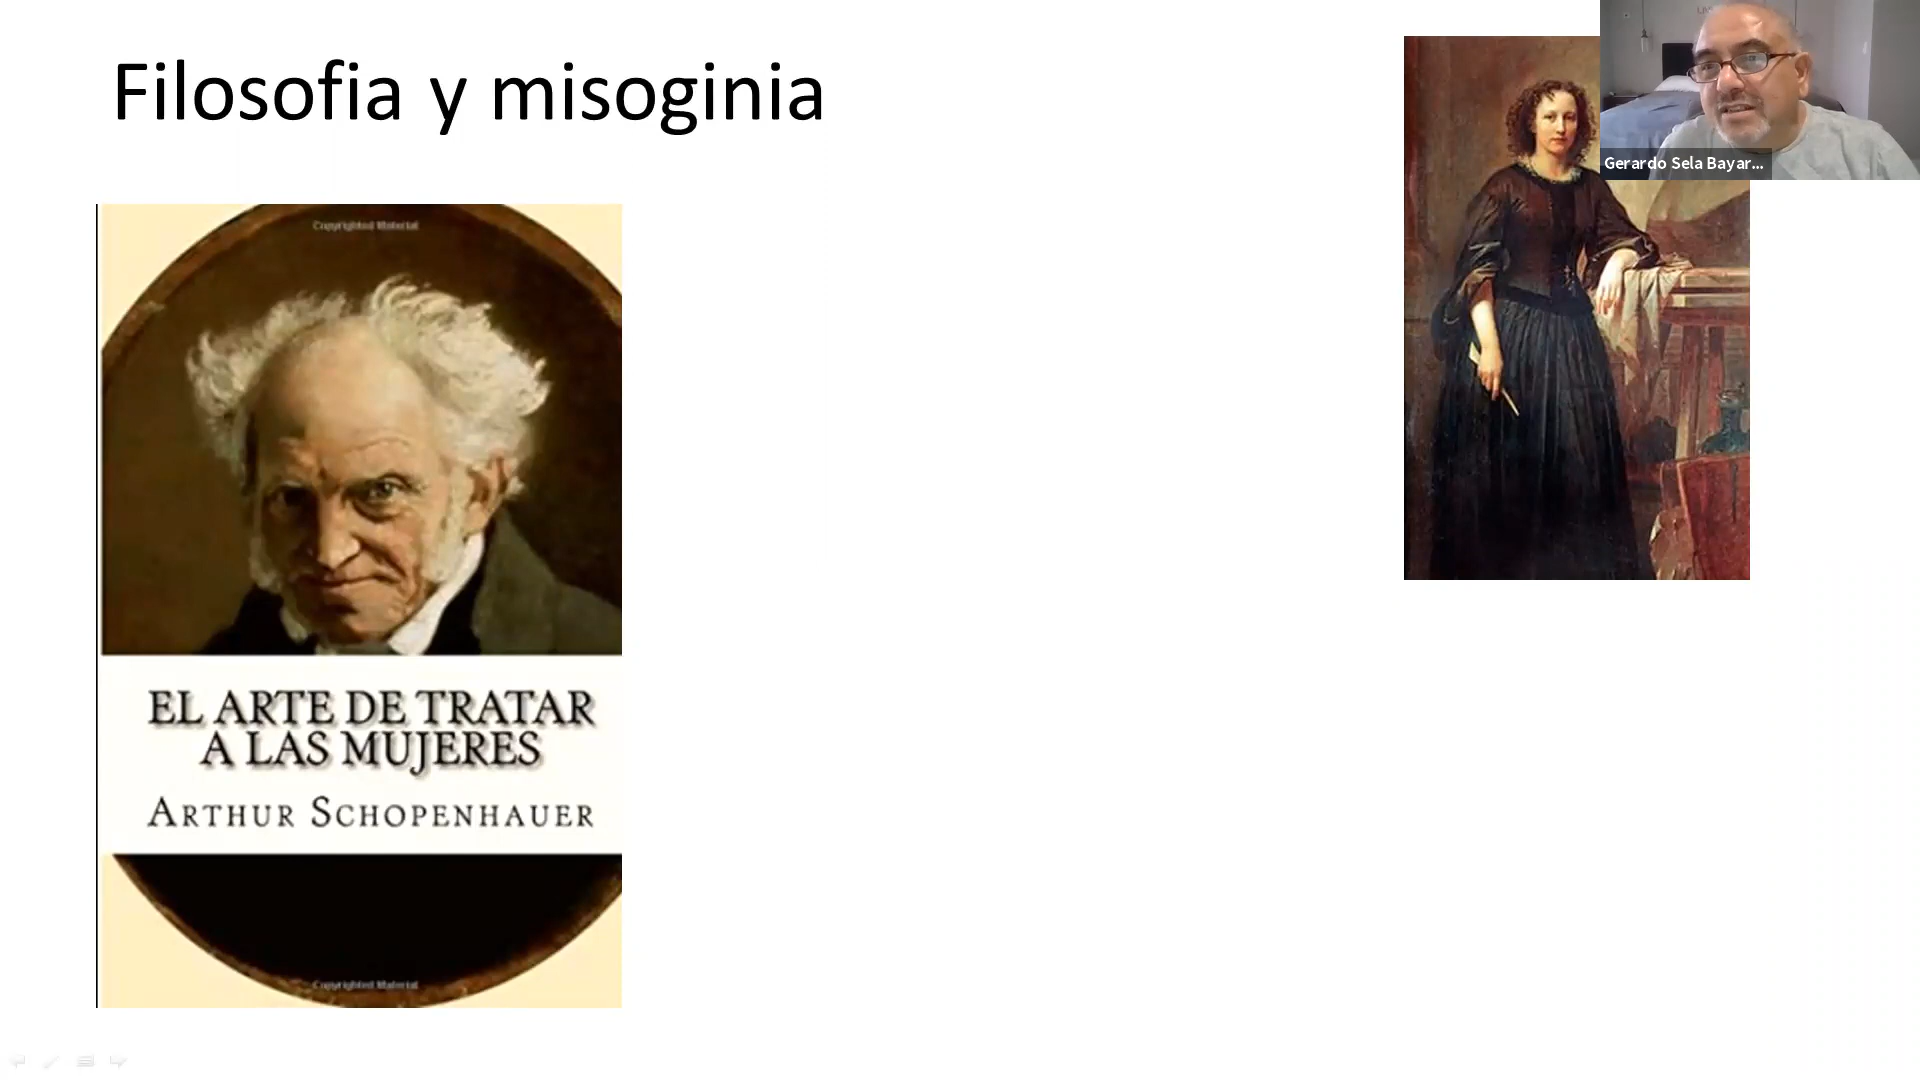 Filosofia y misoginia
Gerardo Sela Bayar...
Copyrighted Material
EL ARTE DE TRATAR
A LAS MUJERES
ARTHUR SCHOPENHAUER
Copyrighted Material